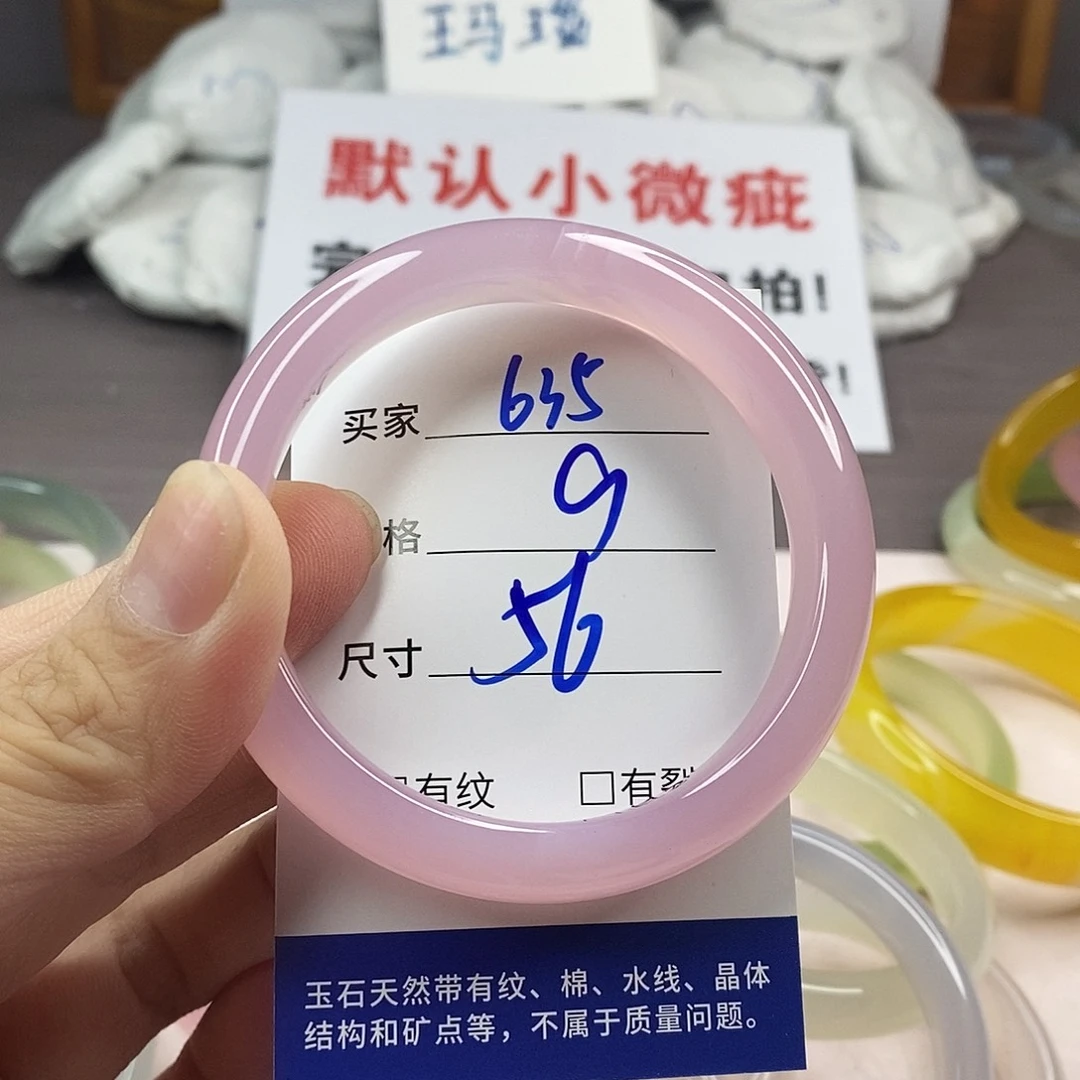 玛瑙
默认小微疵
拍!
!
买家 635
格 9
尺寸 56
有纹 □有裂
玉石天然带有纹、棉、水线、晶体
结构和矿点等，不属于质量问题。